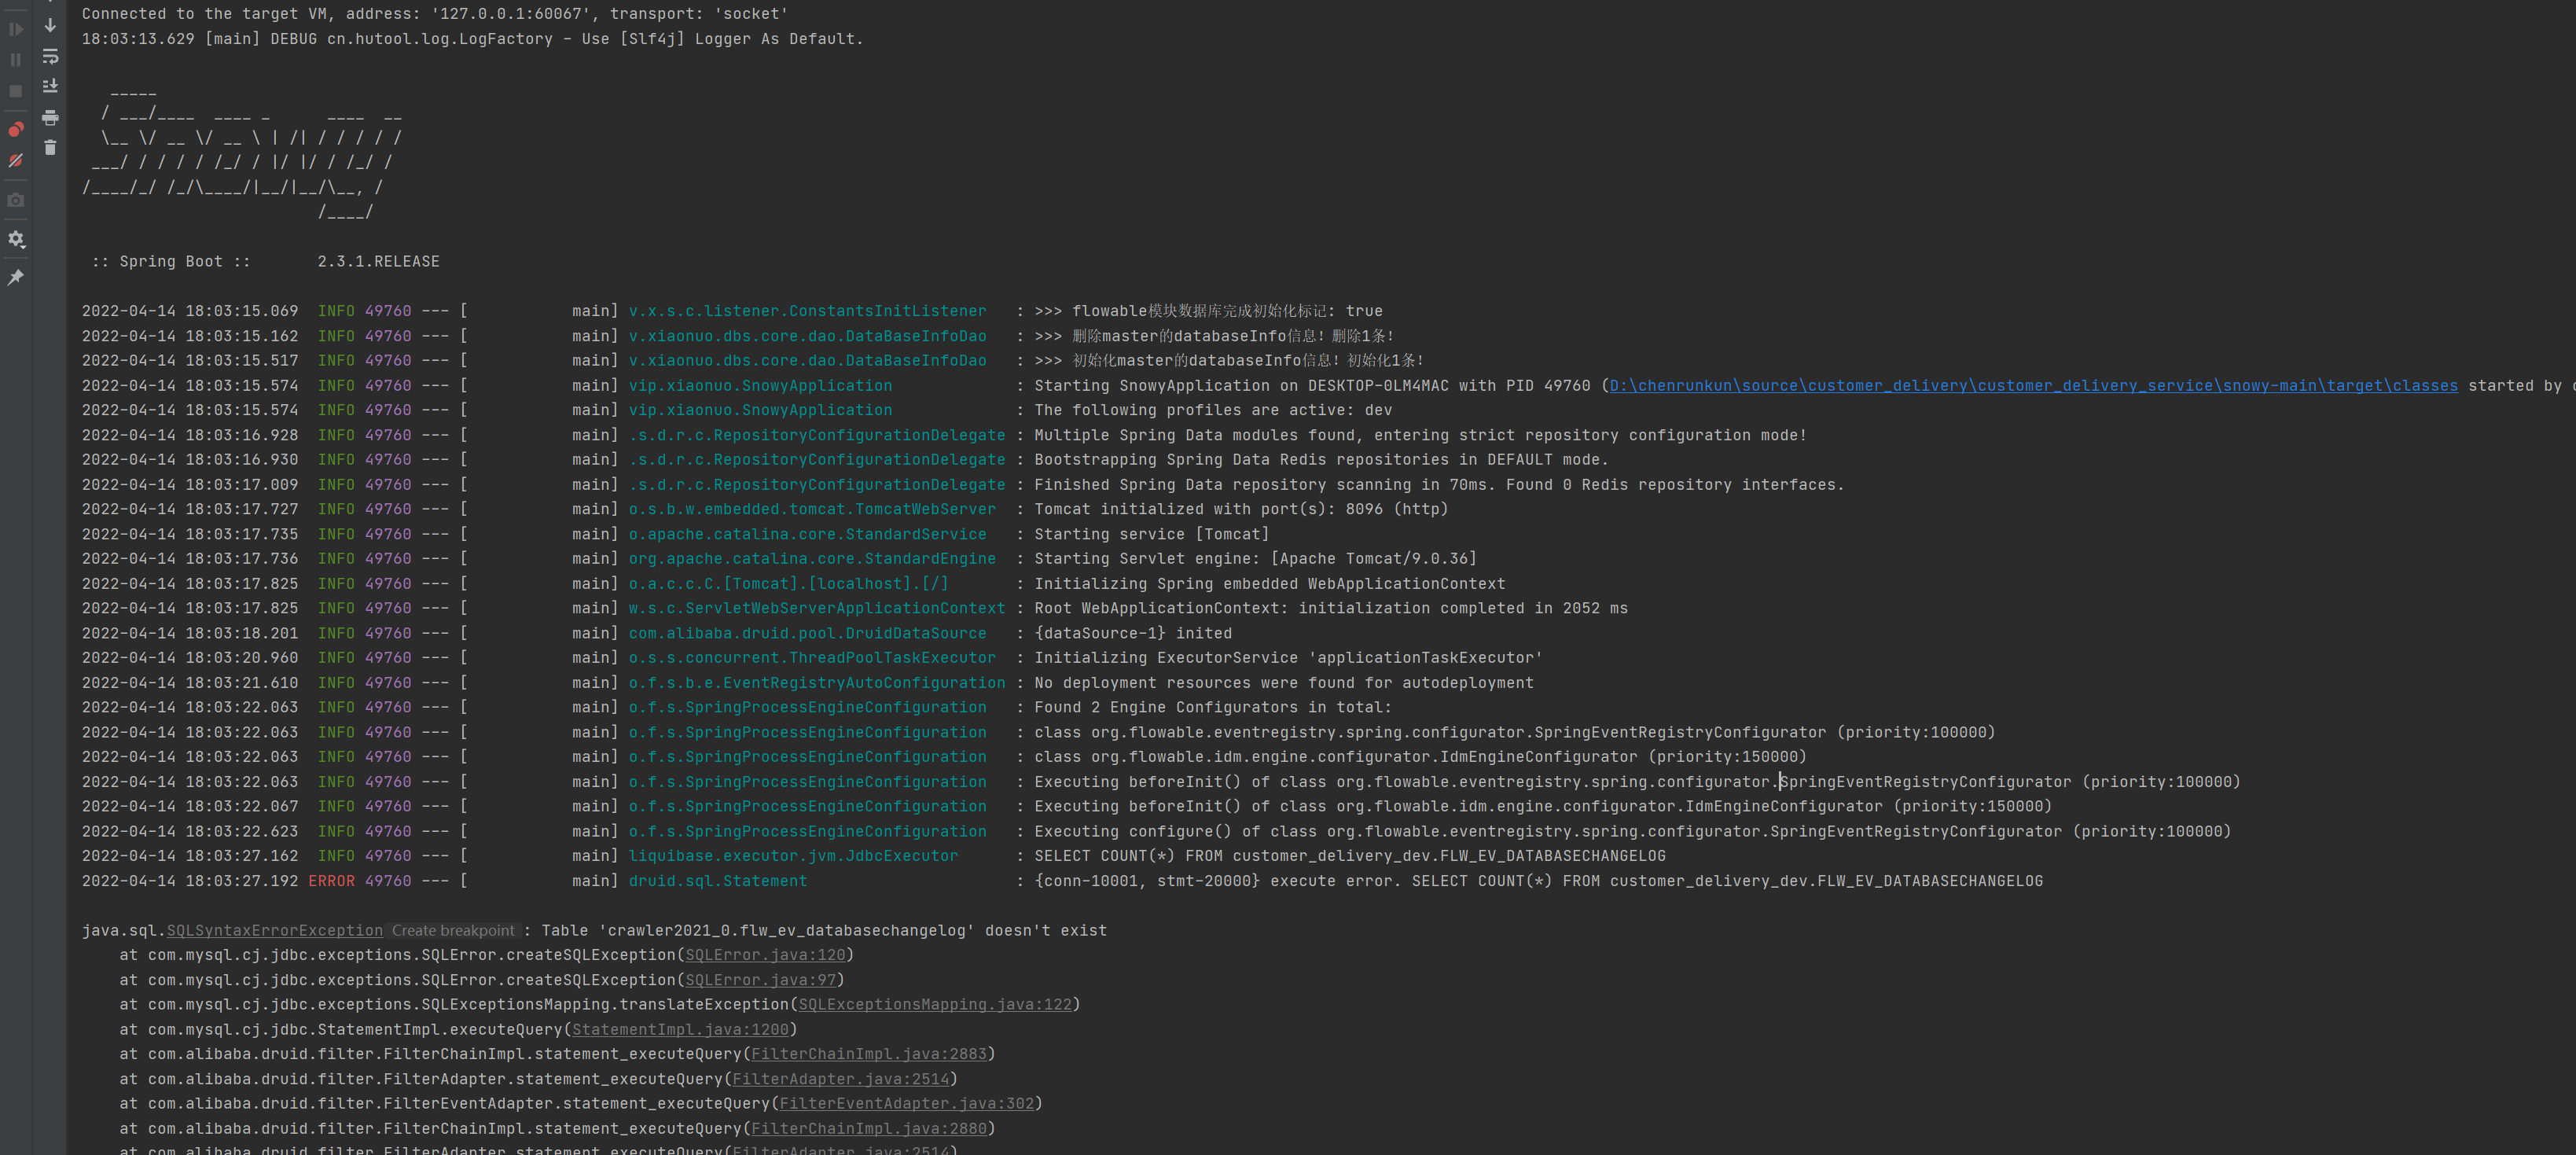 Connected to the target VM, address: '127.0.0.1:60067', transport: 'socket'
18:03:13.629 [main] DEBUG cn.hutool.log.LogFactory - Use [Slf4j] Logger As Default.
   _____
  / ___/____  ____ _      ____  __
  \__ \/ __ \/ __ \ | /| / / / / /
 ___/ / / / / /_/ / |/ |/ / /_/ /
/____/_/ /_/\____/|__/|__/\__, /
                         /____/
 :: Spring Boot ::       2.3.1.RELEASE
2022-04-14 18:03:15.069  INFO 49760 --- [           main] v.x.s.c.listener.ConstantsInitListener   : >>> flowable模块数据库完成初始化标记: true
2022-04-14 18:03:15.162  INFO 49760 --- [           main] v.xiaonuo.dbs.core.dao.DataBaseInfoDao   : >>> 删除master的databaseInfo信息！删除1条！
2022-04-14 18:03:15.517  INFO 49760 --- [           main] v.xiaonuo.dbs.core.dao.DataBaseInfoDao   : >>> 初始化master的databaseInfo信息！初始化1条！
2022-04-14 18:03:15.574  INFO 49760 --- [           main] vip.xiaonuo.SnowyApplication             : Starting SnowyApplication on DESKTOP-0LM4MAC with PID 49760 (D:\chenrunkun\source\customer_delivery\customer_delivery_service\snowy-main\target\classes started by
2022-04-14 18:03:15.574  INFO 49760 --- [           main] vip.xiaonuo.SnowyApplication             : The following profiles are active: dev
2022-04-14 18:03:16.928  INFO 49760 --- [           main] .s.d.r.c.RepositoryConfigurationDelegate : Multiple Spring Data modules found, entering strict repository configuration mode!
2022-04-14 18:03:16.930  INFO 49760 --- [           main] .s.d.r.c.RepositoryConfigurationDelegate : Bootstrapping Spring Data Redis repositories in DEFAULT mode.
2022-04-14 18:03:17.009  INFO 49760 --- [           main] .s.d.r.c.RepositoryConfigurationDelegate : Finished Spring Data repository scanning in 70ms. Found 0 Redis repository interfaces.
2022-04-14 18:03:17.727  INFO 49760 --- [           main] o.s.b.w.embedded.tomcat.TomcatWebServer  : Tomcat initialized with port(s): 8096 (http)
2022-04-14 18:03:17.735  INFO 49760 --- [           main] o.apache.catalina.core.StandardService   : Starting service [Tomcat]
2022-04-14 18:03:17.736  INFO 49760 --- [           main] org.apache.catalina.core.StandardEngine  : Starting Servlet engine: [Apache Tomcat/9.0.36]
2022-04-14 18:03:17.825  INFO 49760 --- [           main] o.a.c.c.C.[Tomcat].[localhost].[/]       : Initializing Spring embedded WebApplicationContext
2022-04-14 18:03:17.825  INFO 49760 --- [           main] w.s.c.ServletWebServerApplicationContext : Root WebApplicationContext: initialization completed in 2052 ms
2022-04-14 18:03:18.201  INFO 49760 --- [           main] com.alibaba.druid.pool.DruidDataSource   : {dataSource-1} inited
2022-04-14 18:03:20.960  INFO 49760 --- [           main] o.s.s.concurrent.ThreadPoolTaskExecutor  : Initializing ExecutorService 'applicationTaskExecutor'
2022-04-14 18:03:21.610  INFO 49760 --- [           main] o.f.s.b.e.EventRegistryAutoConfiguration : No deployment resources were found for autodeployment
2022-04-14 18:03:22.063  INFO 49760 --- [           main] o.f.s.SpringProcessEngineConfiguration   : Found 2 Engine Configurators in total:
2022-04-14 18:03:22.063  INFO 49760 --- [           main] o.f.s.SpringProcessEngineConfiguration   : class org.flowable.eventregistry.spring.configurator.SpringEventRegistryConfigurator (priority:100000)
2022-04-14 18:03:22.063  INFO 49760 --- [           main] o.f.s.SpringProcessEngineConfiguration   : class org.flowable.idm.engine.configurator.IdmEngineConfigurator (priority:150000)
2022-04-14 18:03:22.063  INFO 49760 --- [           main] o.f.s.SpringProcessEngineConfiguration   : Executing beforeInit() of class org.flowable.eventregistry.spring.configurator.SpringEventRegistryConfigurator (priority:100000)
2022-04-14 18:03:22.067  INFO 49760 --- [           main] o.f.s.SpringProcessEngineConfiguration   : Executing beforeInit() of class org.flowable.idm.engine.configurator.IdmEngineConfigurator (priority:150000)
2022-04-14 18:03:22.623  INFO 49760 --- [           main] o.f.s.SpringProcessEngineConfiguration   : Executing configure() of class org.flowable.eventregistry.spring.configurator.SpringEventRegistryConfigurator (priority:100000)
2022-04-14 18:03:27.162  INFO 49760 --- [           main] liquibase.executor.jvm.JdbcExecutor      : SELECT COUNT(*) FROM customer_delivery_dev.FLW_EV_DATABASECHANGELOG
2022-04-14 18:03:27.192 ERROR 49760 --- [           main] druid.sql.Statement                      : {conn-10001, stmt-20000} execute error. SELECT COUNT(*) FROM customer_delivery_dev.FLW_EV_DATABASECHANGELOG
java.sql.SQLSyntaxErrorException Create breakpoint : Table 'crawler2021_0.flw_ev_databasechangelog' doesn't exist
    at com.mysql.cj.jdbc.exceptions.SQLError.createSQLException(SQLError.java:120)
    at com.mysql.cj.jdbc.exceptions.SQLError.createSQLException(SQLError.java:97)
    at com.mysql.cj.jdbc.exceptions.SQLExceptionsMapping.translateException(SQLExceptionsMapping.java:122)
    at com.mysql.cj.jdbc.StatementImpl.executeQuery(StatementImpl.java:1200)
    at com.alibaba.druid.filter.FilterChainImpl.statement_executeQuery(FilterChainImpl.java:2883)
    at com.alibaba.druid.filter.FilterAdapter.statement_executeQuery(FilterAdapter.java:2514)
    at com.alibaba.druid.filter.FilterEventAdapter.statement_executeQuery(FilterEventAdapter.java:302)
    at com.alibaba.druid.filter.FilterChainImpl.statement_executeQuery(FilterChainImpl.java:2880)
    at com.alibaba.druid.filter.FilterAdapter.statement_executeQuery(FilterAdapter.java:2514)